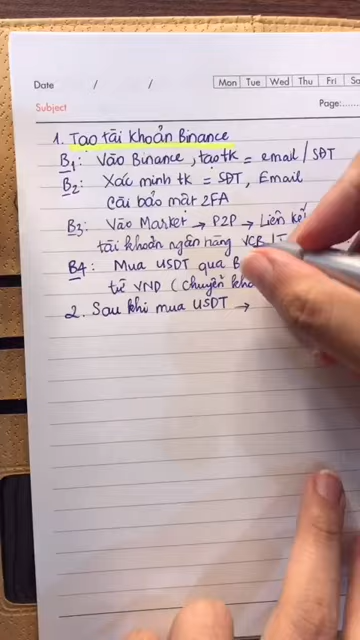 Date / /
Mon Tue Wed Thu Fri
Subject
Page:
1. Tạo tài khoản Binance
B1: Vào Binance, tạo tk = email / SĐT
B2: Xác minh tk = SĐT, Email
Cài bảo mật 2FA
B3: Vào Market → P2P → Liên kế
tài khoản ngân hàng VCB
B4: Mua USDT qua B
từ VND (chuyển kho
2. Sau khi mua USDT →